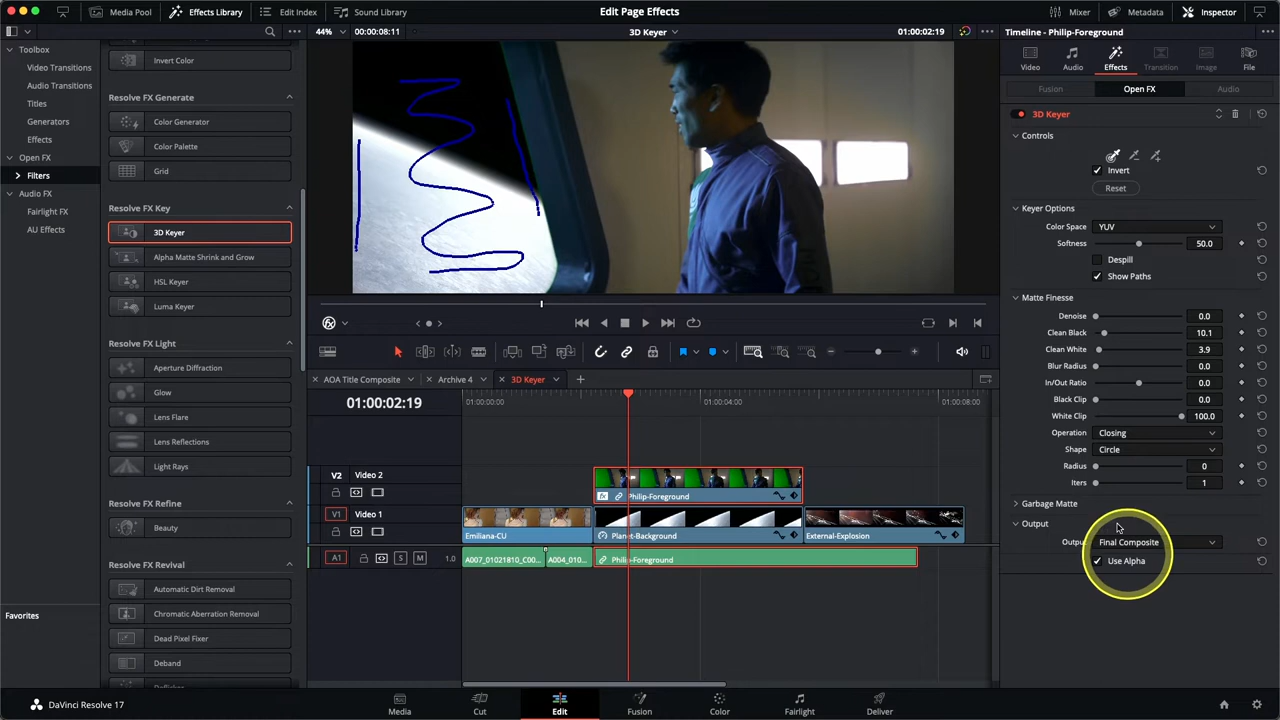 Media Pool Effects Library Edit Index Sound Library Edit Page Effects Mixer Metadata Inspector
44% 00:00:08:11 3D Keyer 01:00:02:19 Timeline - Philip-Foreground
Toolbox
Video Transitions
Audio Transitions
Titles
Generators
Effects
Open FX
Filters
Audio FX
Fairlight FX
AU Effects
Favorites
Invert Color
Resolve FX Generate
Color Generator
Color Palette
Grid
Resolve FX Key
3D Keyer
Alpha Matte Shrink and Grow
HSL Keyer
Luma Keyer
Resolve FX Light
Aperture Diffraction
Glow
Lens Flare
Lens Reflections
Light Rays
Resolve FX Refine
Beauty
Resolve FX Revival
Automatic Dirt Removal
Chromatic Aberration Removal
Dead Pixel Fixer
Deband
AOA Title Composite Archive 4 3D Keyer
01:00:02:19 01:00:00:00 01:00:04:00 01:00:08:00
V2 Video 2
fx Philip-Foreground
V1 Video 1
Emiliana-CU Planet-Background External-Explosion
A1 S M 1.0 A007_01021810_C00... A004_010... Philip-Foreground
Video Audio Effects Transition Image File
Fusion Open FX Audio
3D Keyer
Controls
Invert
Reset
Keyer Options
Color Space YUV
Softness 50.0
Despill
Show Paths
Matte Finesse
Denoise 0.0
Clean Black 10.1
Clean White 3.9
Blur Radius 0.0
In/Out Ratio 0.0
Black Clip 0.0
White Clip 100.0
Operation Closing
Shape Circle
Radius 0
Iters 1
Garbage Matte
Output
Output Final Composite
Use Alpha
DaVinci Resolve 17 Media Cut Edit Fusion Color Fairlight Deliver